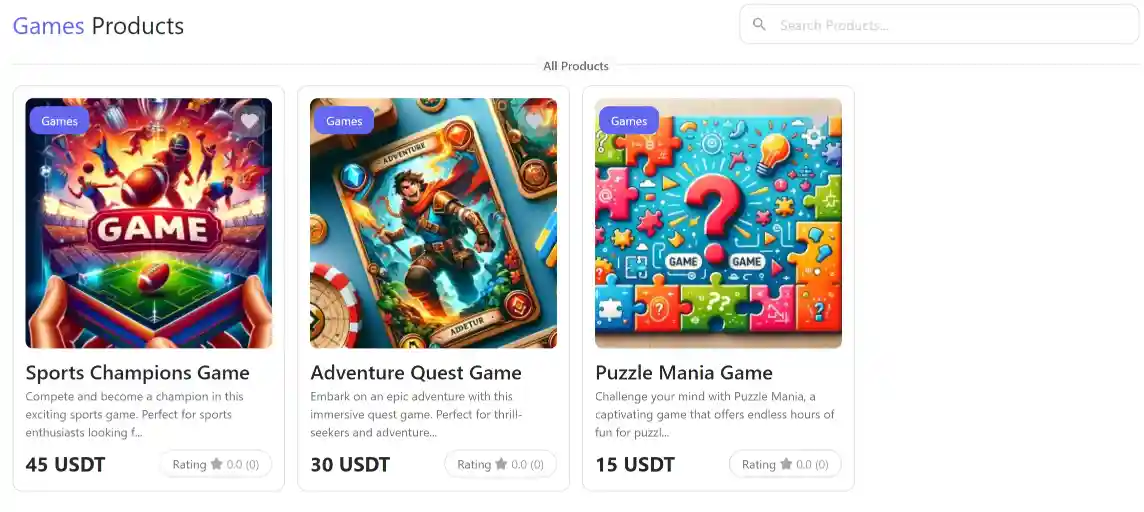 Games Products
Search Products...
All Products
Games
GAME
Sports Champions Game
Compete and become a champion in this
exciting sports game. Perfect for sports
enthusiasts looking f...
45 USDT
Rating 0.0 (0)
Games
ADVENTURE
ADIETUR
Adventure Quest Game
Embark on an epic adventure with this
immersive quest game. Perfect for thrill-
seekers and adventure...
30 USDT
Rating 0.0 (0)
Games
?
GAME GAME
?
??
?
Puzzle Mania Game
Challenge your mind with Puzzle Mania, a
captivating game that offers endless hours of
fun for puzzl...
15 USDT
Rating 0.0 (0)